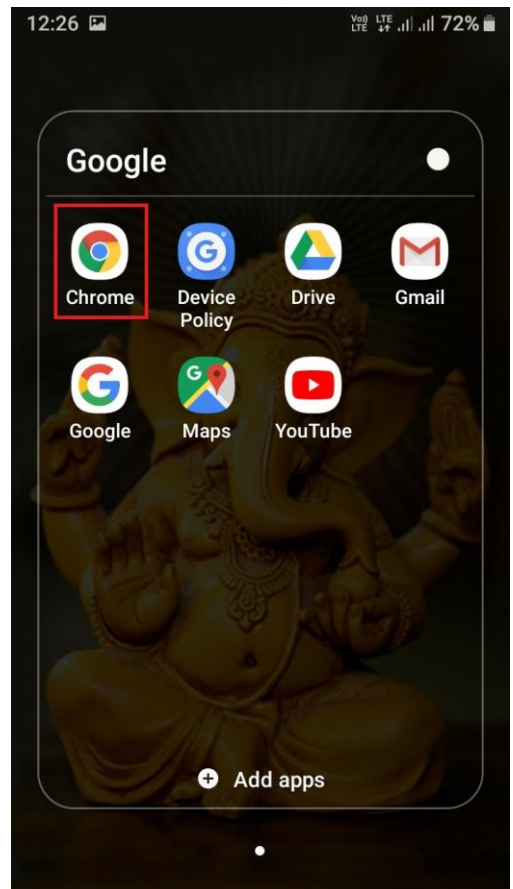 12:26 Vo)) LTE LTE 72%
Google
Chrome Device Policy Drive Gmail
Google Maps YouTube
Add apps